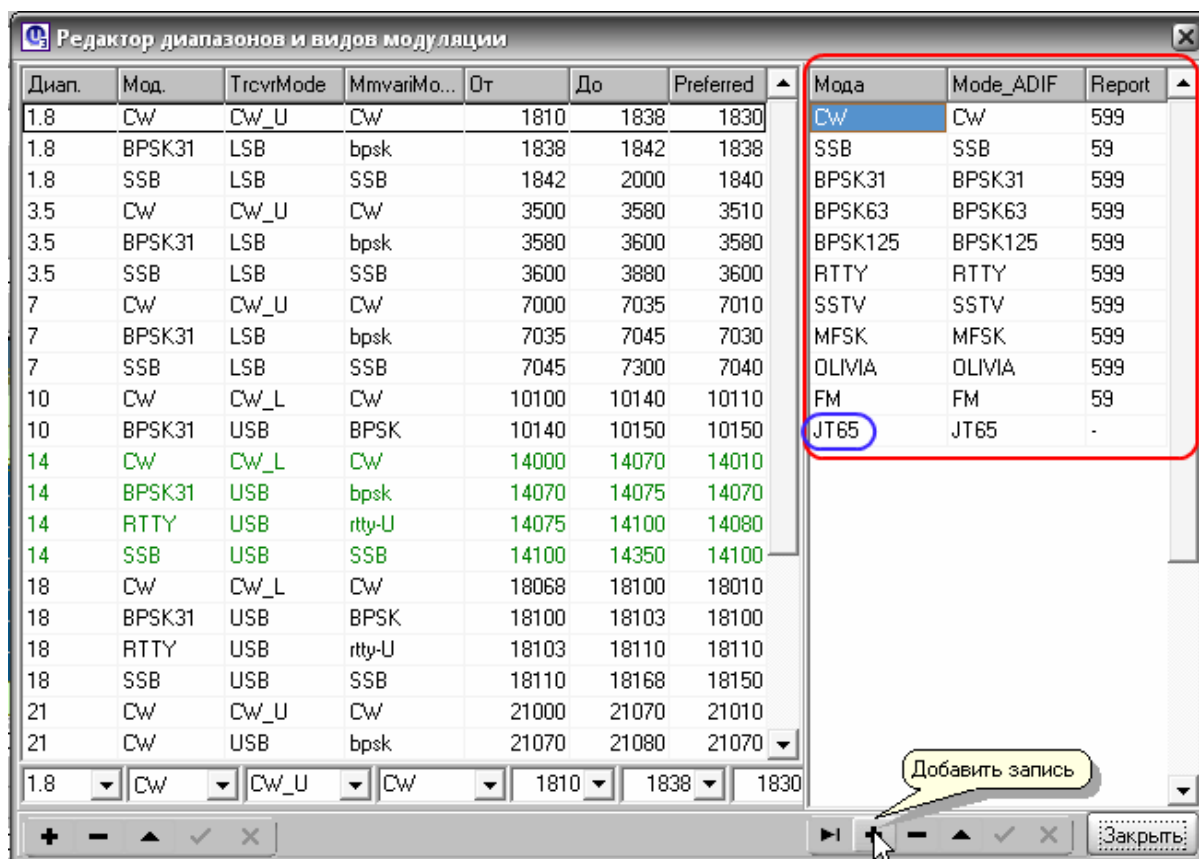 Редактор диапазонов и видов модуляции
Диап. Мод. TrcvrMode MmvariMo... От До Preferred
1.8 CW CW_U CW 1810 1838 1830
1.8 BPSK31 LSB bpsk 1838 1842 1838
1.8 SSB LSB SSB 1842 2000 1840
3.5 CW CW_U CW 3500 3580 3510
3.5 BPSK31 LSB bpsk 3580 3600 3580
3.5 SSB LSB SSB 3600 3880 3600
7 CW CW_U CW 7000 7035 7010
7 BPSK31 LSB bpsk 7035 7045 7030
7 SSB LSB SSB 7045 7300 7040
10 CW CW_L CW 10100 10140 10110
10 BPSK31 USB BPSK 10140 10150 10150
14 CW CW_L CW 14000 14070 14010
14 BPSK31 USB bpsk 14070 14075 14070
14 RTTY USB rtty-U 14075 14100 14080
14 SSB USB SSB 14100 14350 14100
18 CW CW_L CW 18068 18100 18010
18 BPSK31 USB BPSK 18100 18103 18100
18 RTTY USB rtty-U 18103 18110 18110
18 SSB USB SSB 18110 18168 18150
21 CW CW_U CW 21000 21070 21010
21 CW USB bpsk 21070 21080 21070
1.8 CW CW_U CW 1810 1838 1830
Мода Mode_ADIF Report
CW CW 599
SSB SSB 59
BPSK31 BPSK31 599
BPSK63 BPSK63 599
BPSK125 BPSK125 599
RTTY RTTY 599
SSTV SSTV 599
MFSK MFSK 599
OLIVIA OLIVIA 599
FM FM 59
JT65 JT65 -
Добавить запись
Закрыть